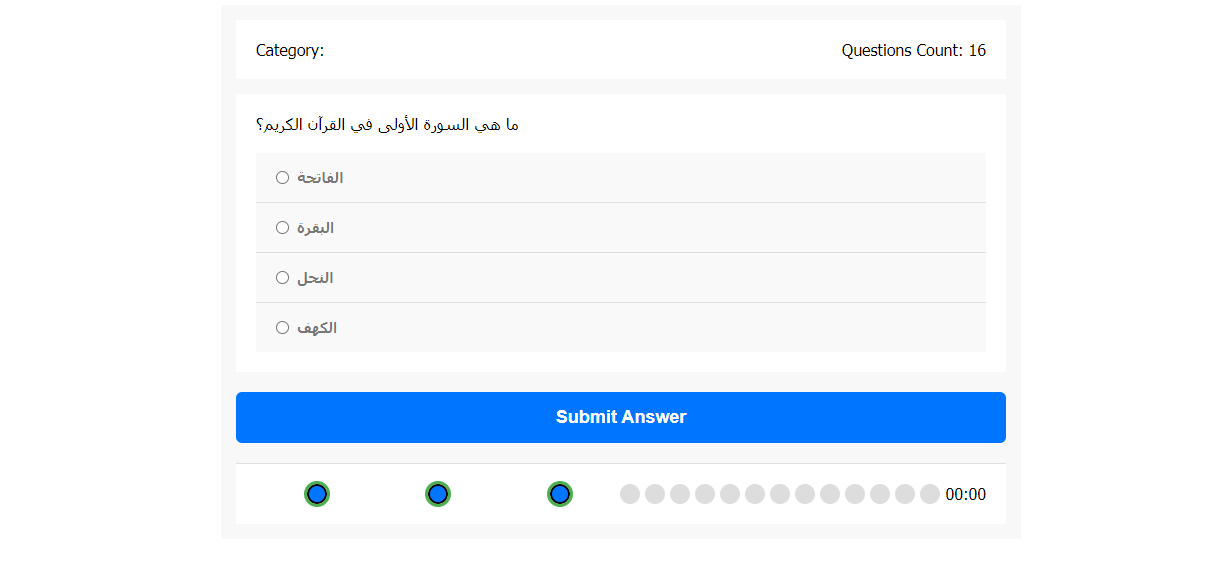 Category:
Questions Count: 16
ما هي السورة الأولى في القرآن الكريم؟
الفاتحة
البقرة
النحل
الكهف
Submit Answer
00:00